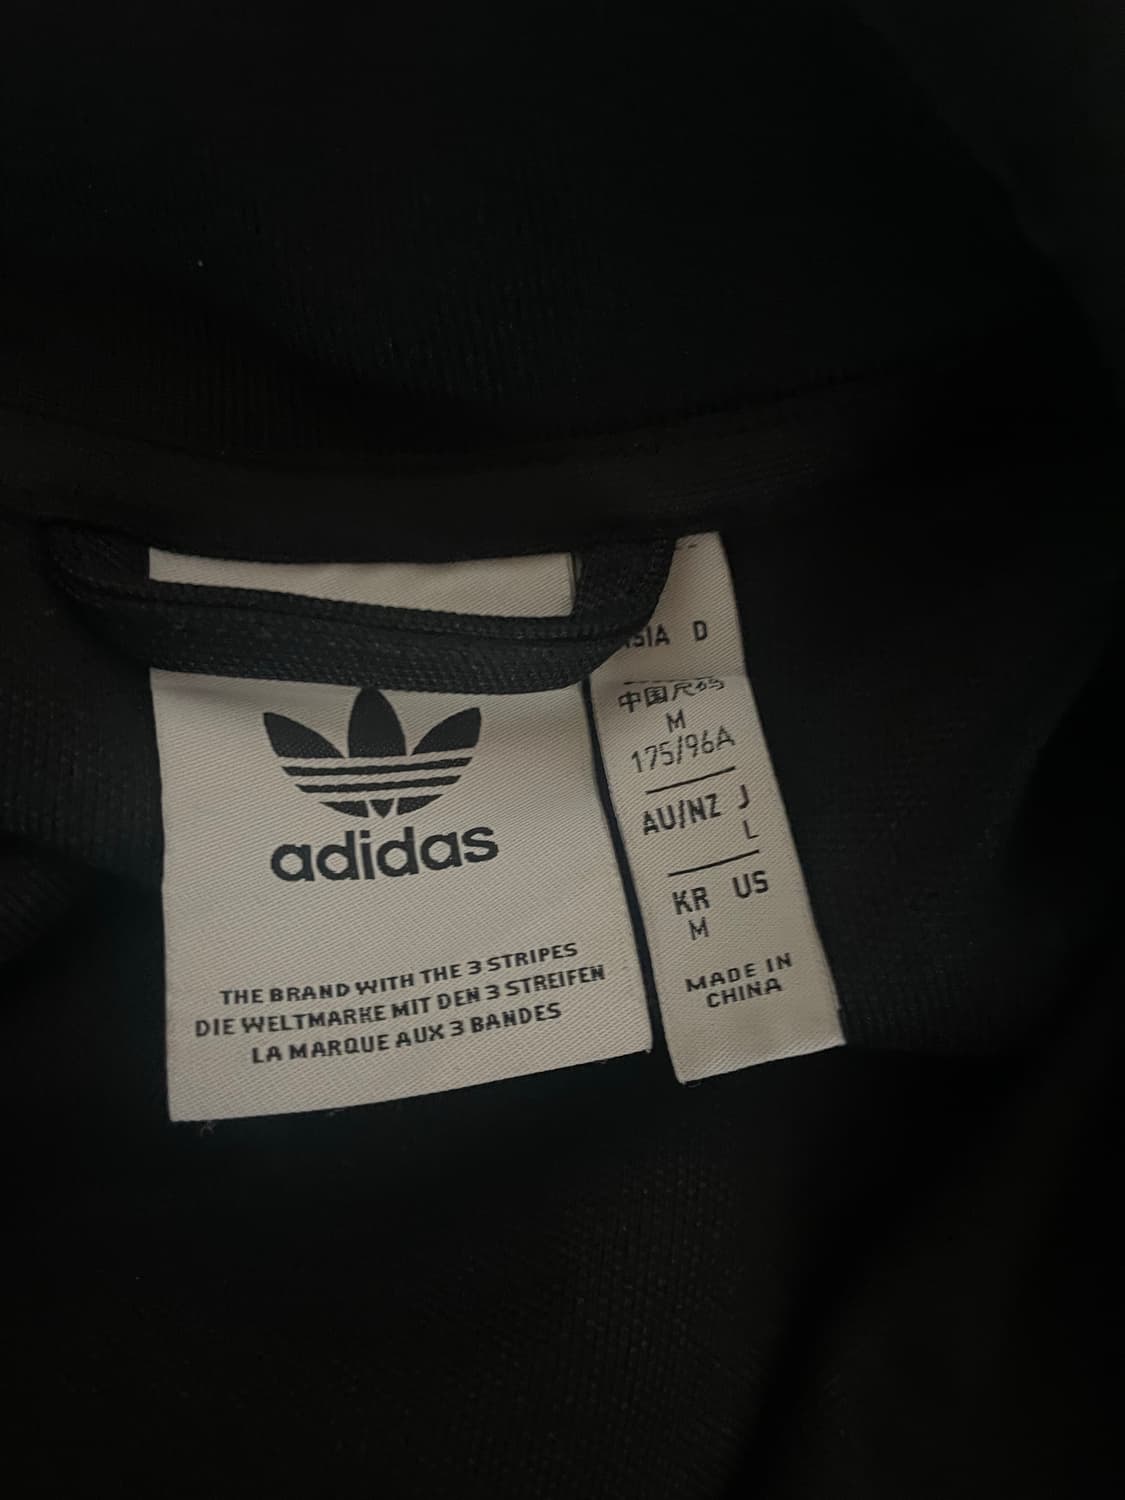 adidas
THE BRAND WITH THE 3 STRIPES
DIE WELTMARKE MIT DEN 3 STREIFEN
LA MARQUE AUX 3 BANDES
D
中国尺码
M
175/96A
AU/NZ J
L
KR US
M
MADE IN
CHINA